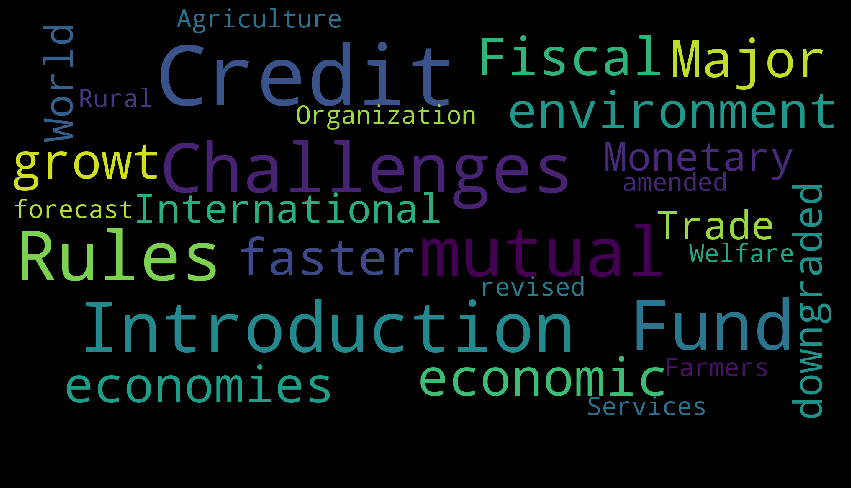 Agriculture
World
Credit
Fiscal
Major
Rural
Organization
environment
growt
Challenges
Monetary
amended
forecast
International
Trade
downgraded
Rules
faster
mutual
Welfare
revised
Introduction
Fund
economies
economic
Farmers
Services